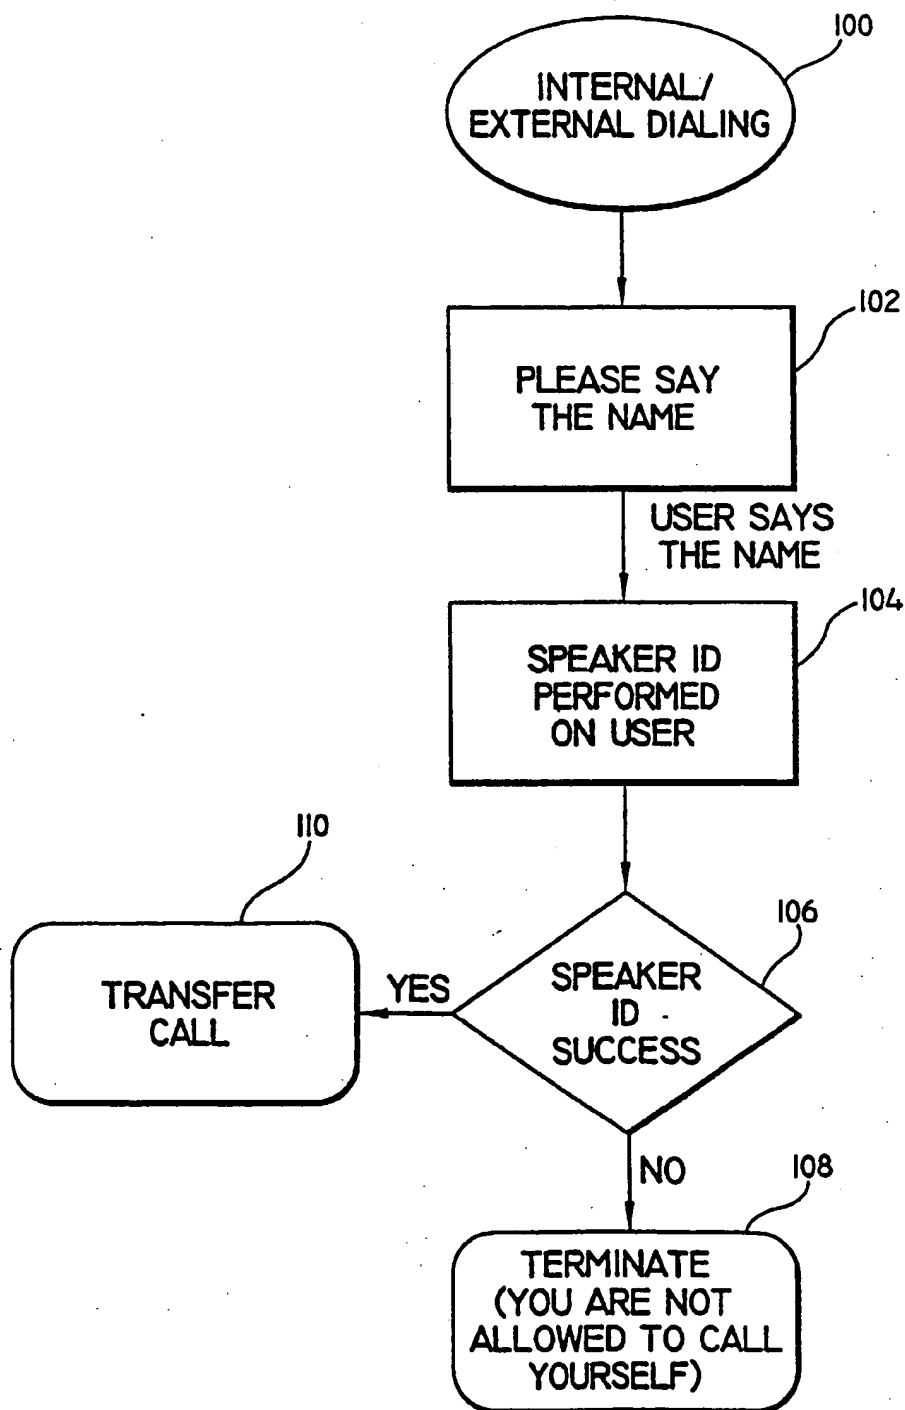 100
INTERNAL/
EXTERNAL DIALING
102
PLEASE SAY
THE NAME
USER SAYS
THE NAME
104
SPEAKER ID
PERFORMED
ON USER
110
106
TRANSFER
CALL
YES
SPEAKER
ID
SUCCESS
NO
108
TERMINATE
(YOU ARE NOT
ALLOWED TO CALL
YOURSELF)